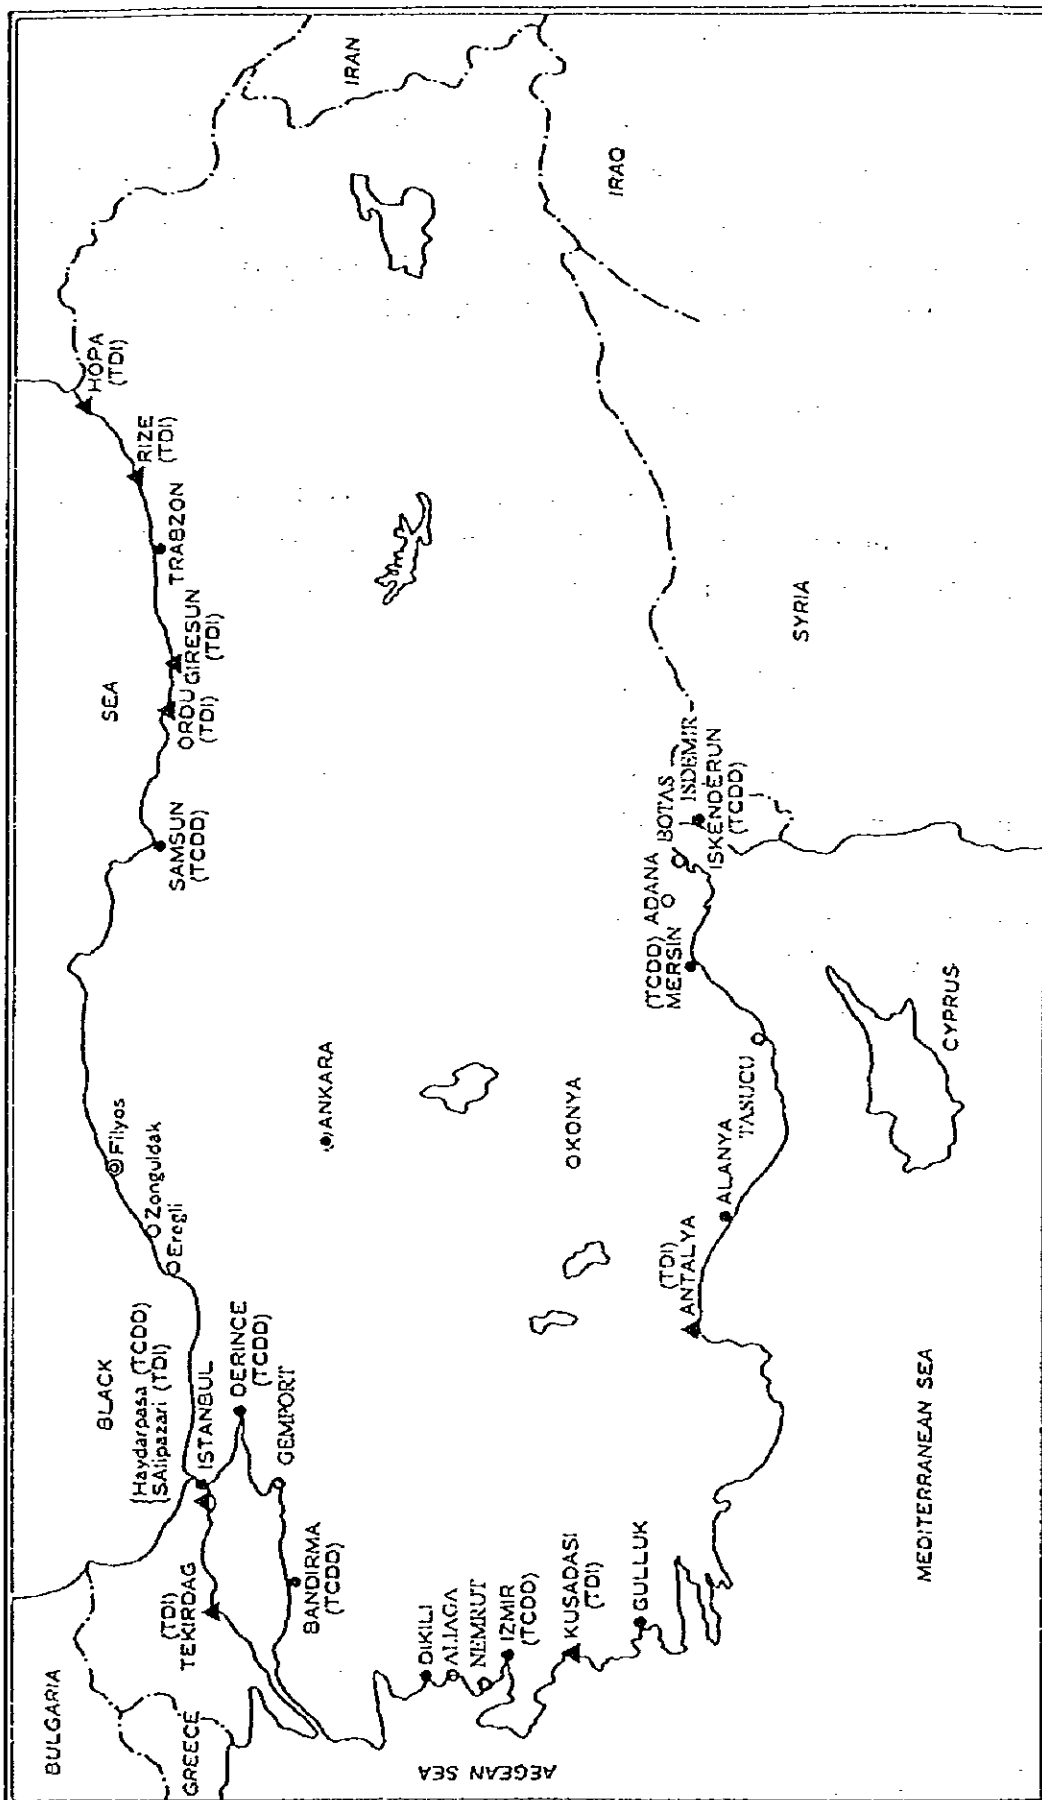 BULGARIA
GREECE
BLACK
SEA
IRAN
IRAQ
SYRIA
CYPRUS
MEDITERRANEAN SEA
AEGEAN SEA
(TDI)
TEKIRDAG
Haydarpasa (TCDD)
SAlipazari (TDI)
ISTANBUL
DERINCE
(TCDD)
GEMPORT
BANDIRMA
(TCDD)
Eregli
Zonguldak
Filyos
SAMSUN
(TCDD)
ORDU
(TDI)
GIRESUN
(TDI)
TRABZON
RIZE
(TDI)
HOPA
(TDI)
ANKARA
OKONYA
DIKILI
ALIAGA
NEMRUT
IZMIR
(TCDD)
KUSADASI
(TDI)
GULLUK
(TDI)
ANTALYA
ALANYA
TASUCU
(TCDD)
MERSIN
ADANA
BOTAS
ISDEMIR
ISKENDERUN
(TCDD)